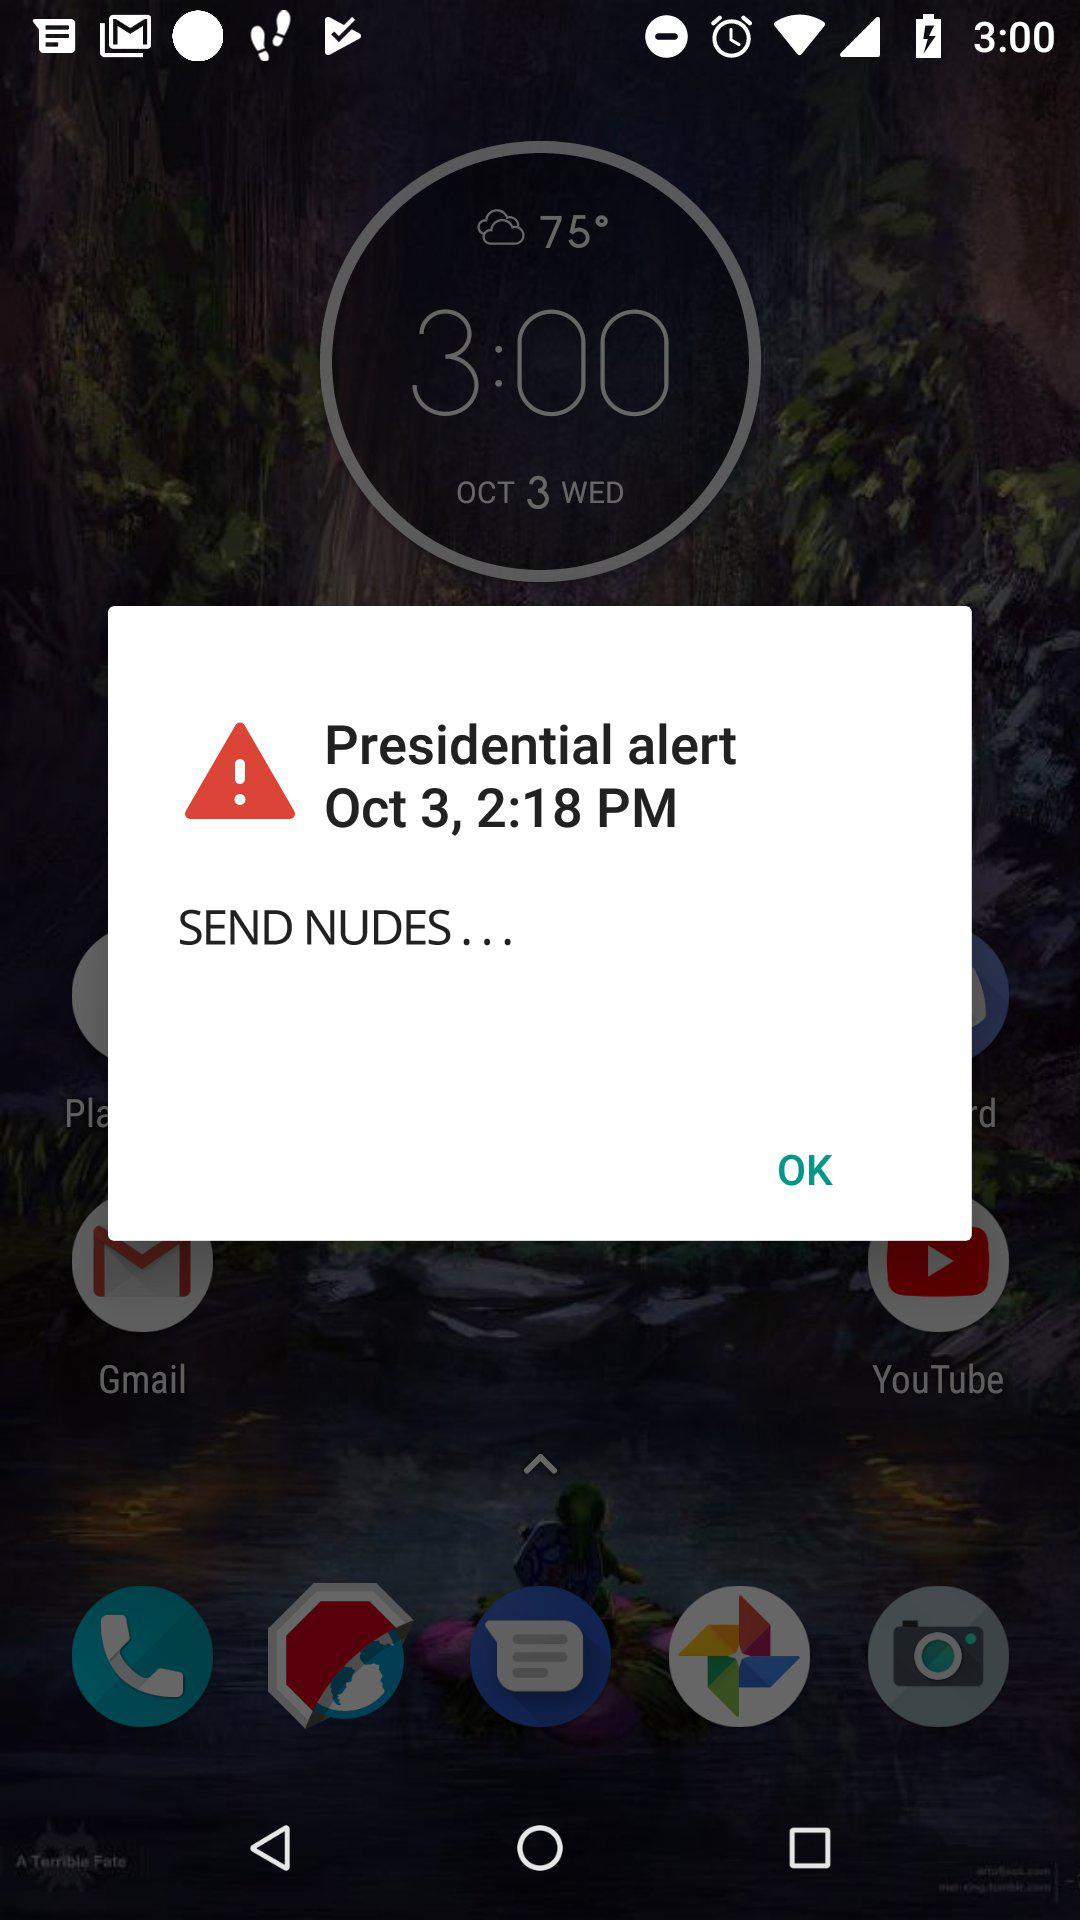 3:00
75°
3:00
OCT 3 WED
Presidential alert
Oct 3, 2:18 PM
SEND NUDES . . .
OK
Pla
rd
Gmail
YouTube
A Terrible Fate